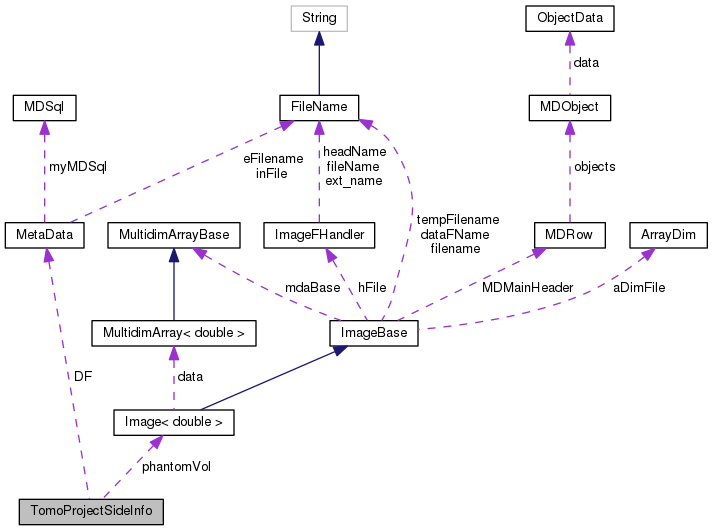 String
ObjectData
data
MDSql
FileName
MDObject
myMDSql
eFilename
inFile
headName
fileName
ext_name
objects
tempFilename
dataFName
filename
MetaData
MultidimArrayBase
ImageFHandler
MDRow
ArrayDim
mdaBase
hFile
MDMainHeader
aDimFile
MultidimArray< double >
ImageBase
DF
data
Image< double >
phantomVol
TomoProjectSideInfo